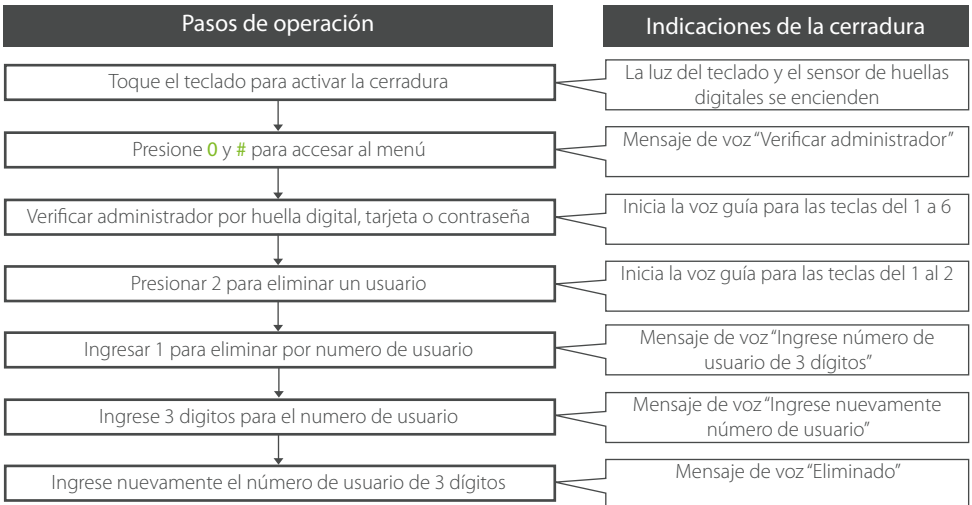 Pasos de operación
Indicaciones de la cerradura
Toque el teclado para activar la cerradura
La luz del teclado y el sensor de huellas
digitales se encienden
Presione 0 y # para accesar al menú
Mensaje de voz "Verificar administrador"
Verificar administrador por huella digital, tarjeta o contraseña
Inicia la voz guía para las teclas del 1 a 6
Presionar 2 para eliminar un usuario
Inicia la voz guía para las teclas del 1 al 2
Ingresar 1 para eliminar por numero de usuario
Mensaje de voz "Ingrese número de
usuario de 3 dígitos"
Ingrese 3 digitos para el numero de usuario
Mensaje de voz "Ingrese nuevamente
número de usuario"
Ingrese nuevamente el número de usuario de 3 dígitos
Mensaje de voz "Eliminado"